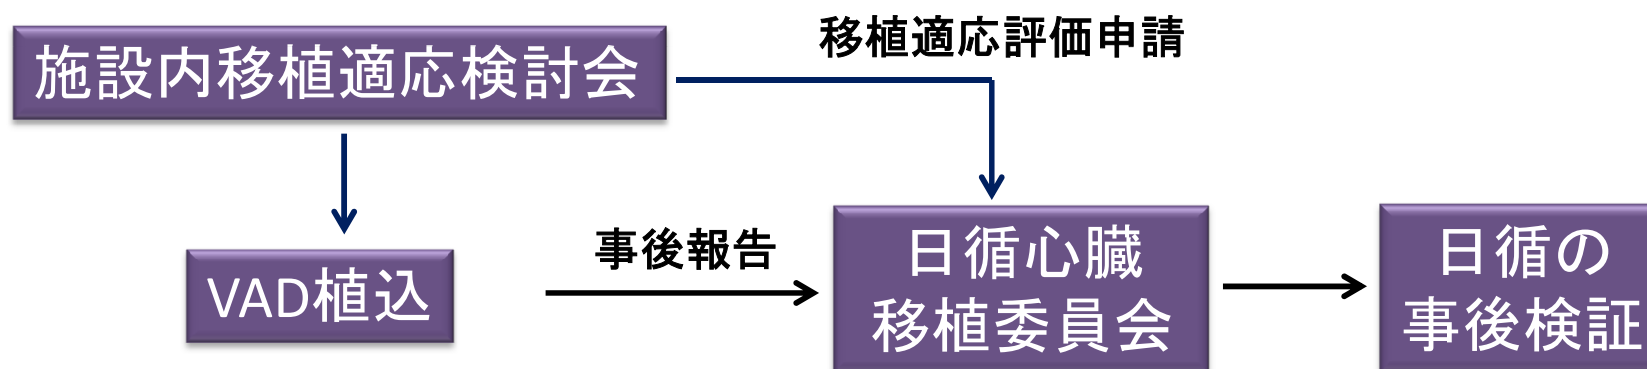 移植適応評価申請
施設内移植適応検討会
事後報告
VAD植込
日循心臓
移植委員会
日循の
事後検証